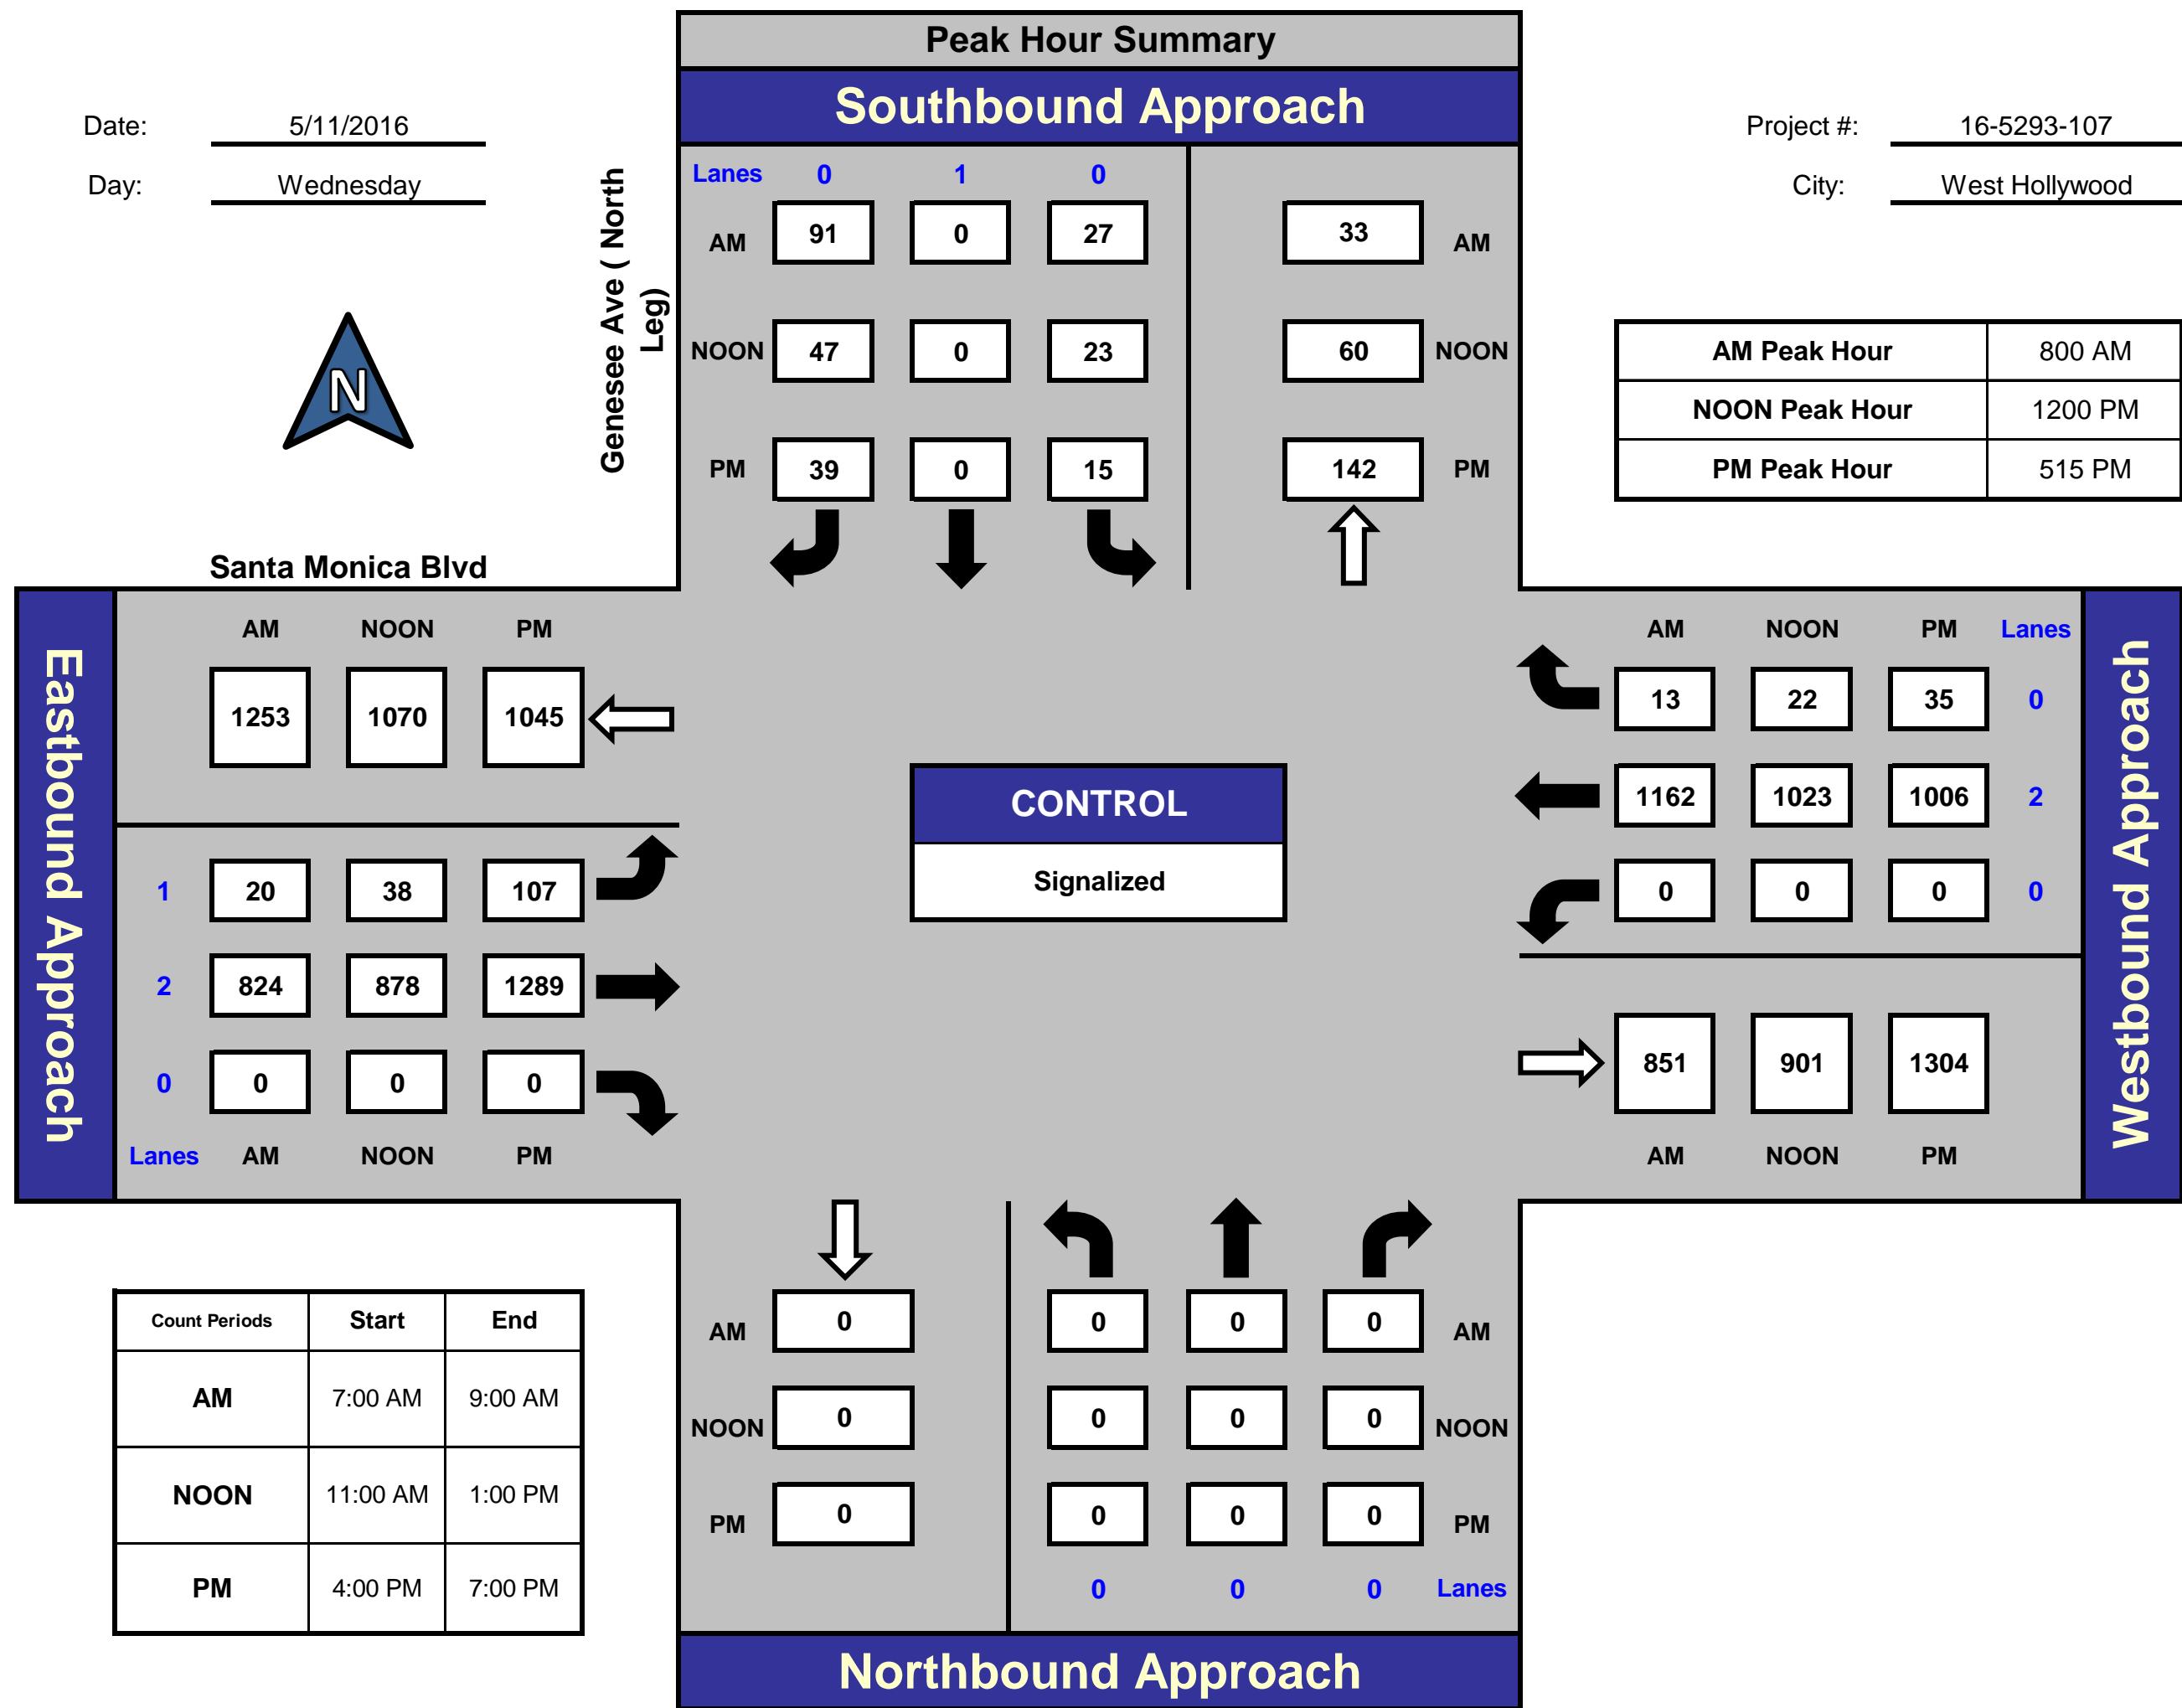 Peak Hour Summary
Southbound Approach
Date: 5/11/2016
Project #: 16-5293-107
Day: Wednesday
City: West Hollywood
Genesee Ave ( North
Leg)
Lanes 0 1 0
AM 91 0 27 33 AM
NOON 47 0 23 60 NOON
PM 39 0 15 142 PM
N
AM Peak Hour 800 AM
NOON Peak Hour 1200 PM
PM Peak Hour 515 PM
Santa Monica Blvd
Eastbound Approach
AM NOON PM
1253 1070 1045
1 20 38 107
2 824 878 1289
0 0 0 0
Lanes AM NOON PM
CONTROL
Signalized
AM NOON PM Lanes
13 22 35 0
1162 1023 1006 2
0 0 0 0
851 901 1304
AM NOON PM
Westbound Approach
Count Periods Start End
AM 7:00 AM 9:00 AM
NOON 11:00 AM 1:00 PM
PM 4:00 PM 7:00 PM
AM 0 0 0 0 AM
NOON 0 0 0 0 NOON
PM 0 0 0 0 PM
0 0 0 Lanes
Northbound Approach